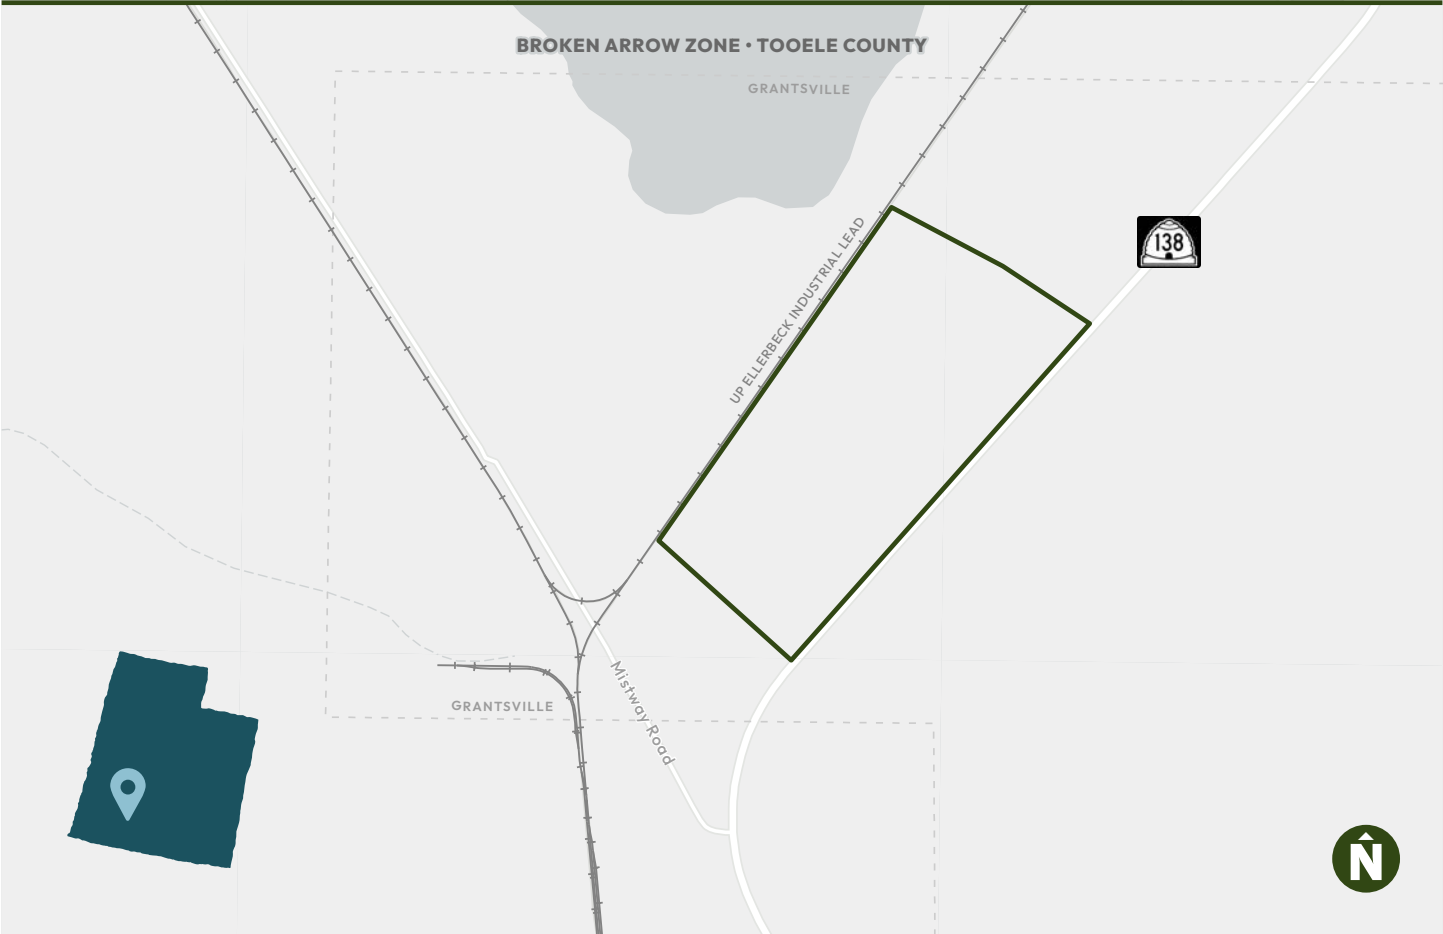 BROKEN ARROW ZONE • TOOELE COUNTY
GRANTSVILLE
UP ELLERBECK INDUSTRIAL LEAD
138
Mistway Road
GRANTSVILLE
N